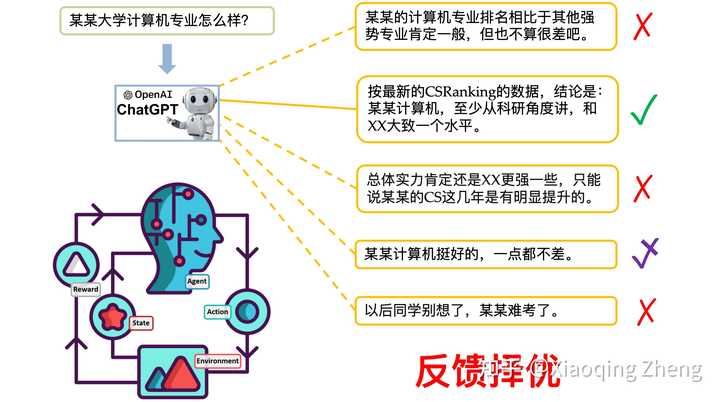 某某大学计算机专业怎么样?
OpenAI
ChatGPT
某某的计算机专业排名相比于其他强
势专业肯定一般，但也不算很差吧。
按最新的CSRanking的数据，结论是：
某某计算机，至少从科研角度讲，和
XX大致一个水平。
总体实力肯定还是XX更强一些，只能
说某某的CS这几年是有明显提升的。
某某计算机挺好的，一点都不差。
以后同学别想了，某某难考了。
Reward
Agent
State
Action
Environment
反馈择优
知乎 @Xiaoqing Zheng